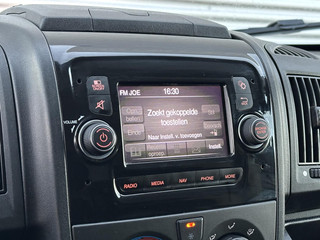 FM JOE 16:30
Zoekt gekoppelde
toestellen
Naar Instell. v. toevoegen
Instell.
VOLUME
RADIO MEDIA NAV PHONE MORE